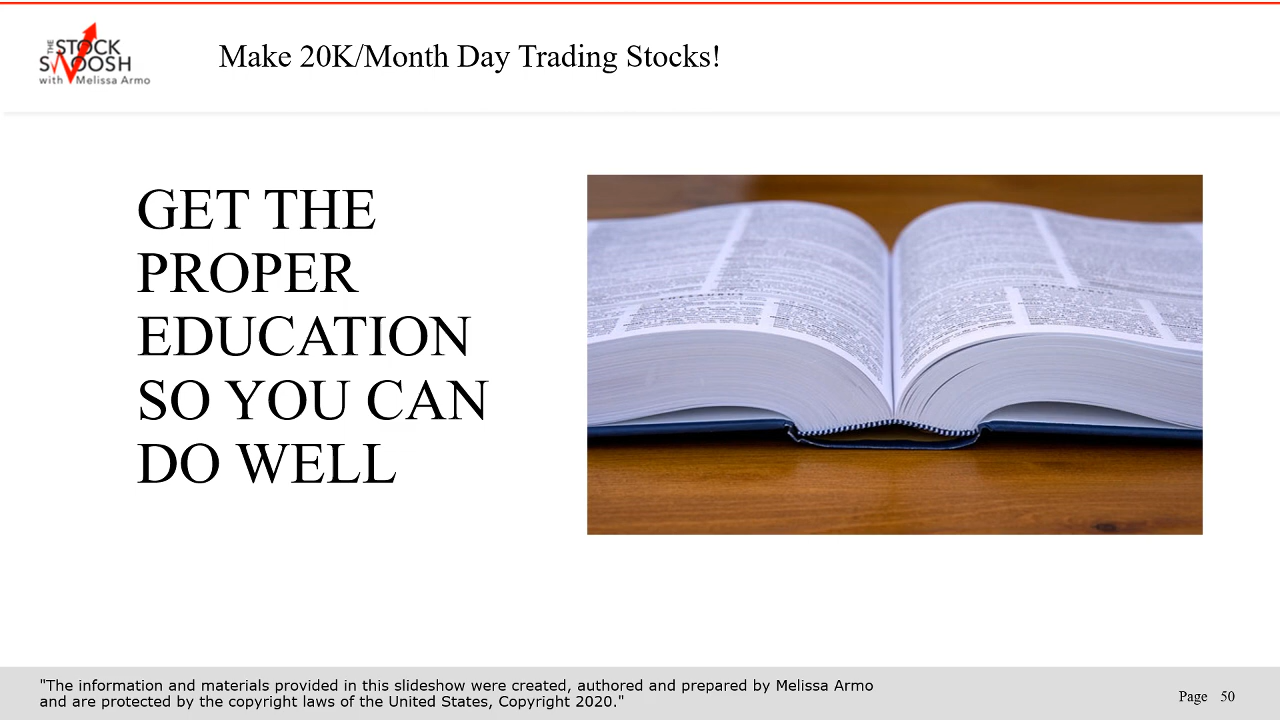 THE
STOCK
SWOOSH
with Melissa Armo
Make 20K/Month Day Trading Stocks!
GET THE
PROPER
EDUCATION
SO YOU CAN
DO WELL
THESAURUS
"The information and materials provided in this slideshow were created, authored and prepared by Melissa Armo
and are protected by the copyright laws of the United States, Copyright 2020."
Page 50